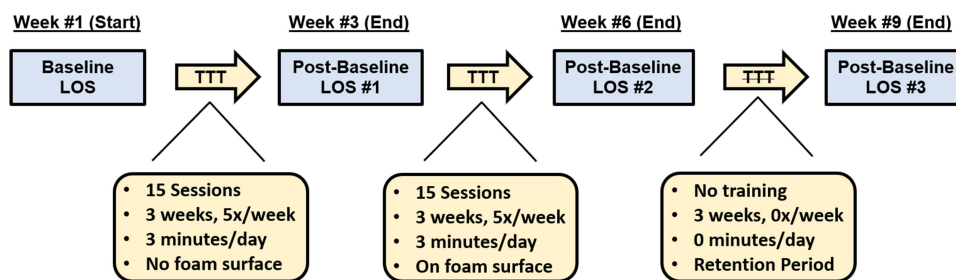 Week #1 (Start)
Week #3 (End)
Week #6 (End)
Week #9 (End)
Baseline
LOS
TTT
Post-Baseline
LOS #1
TTT
Post-Baseline
LOS #2
TTT
Post-Baseline
LOS #3
• 15 Sessions
• 3 weeks, 5x/week
• 3 minutes/day
• No foam surface
• 15 Sessions
• 3 weeks, 5x/week
• 3 minutes/day
• On foam surface
• No training
• 3 weeks, 0x/week
• 0 minutes/day
• Retention Period